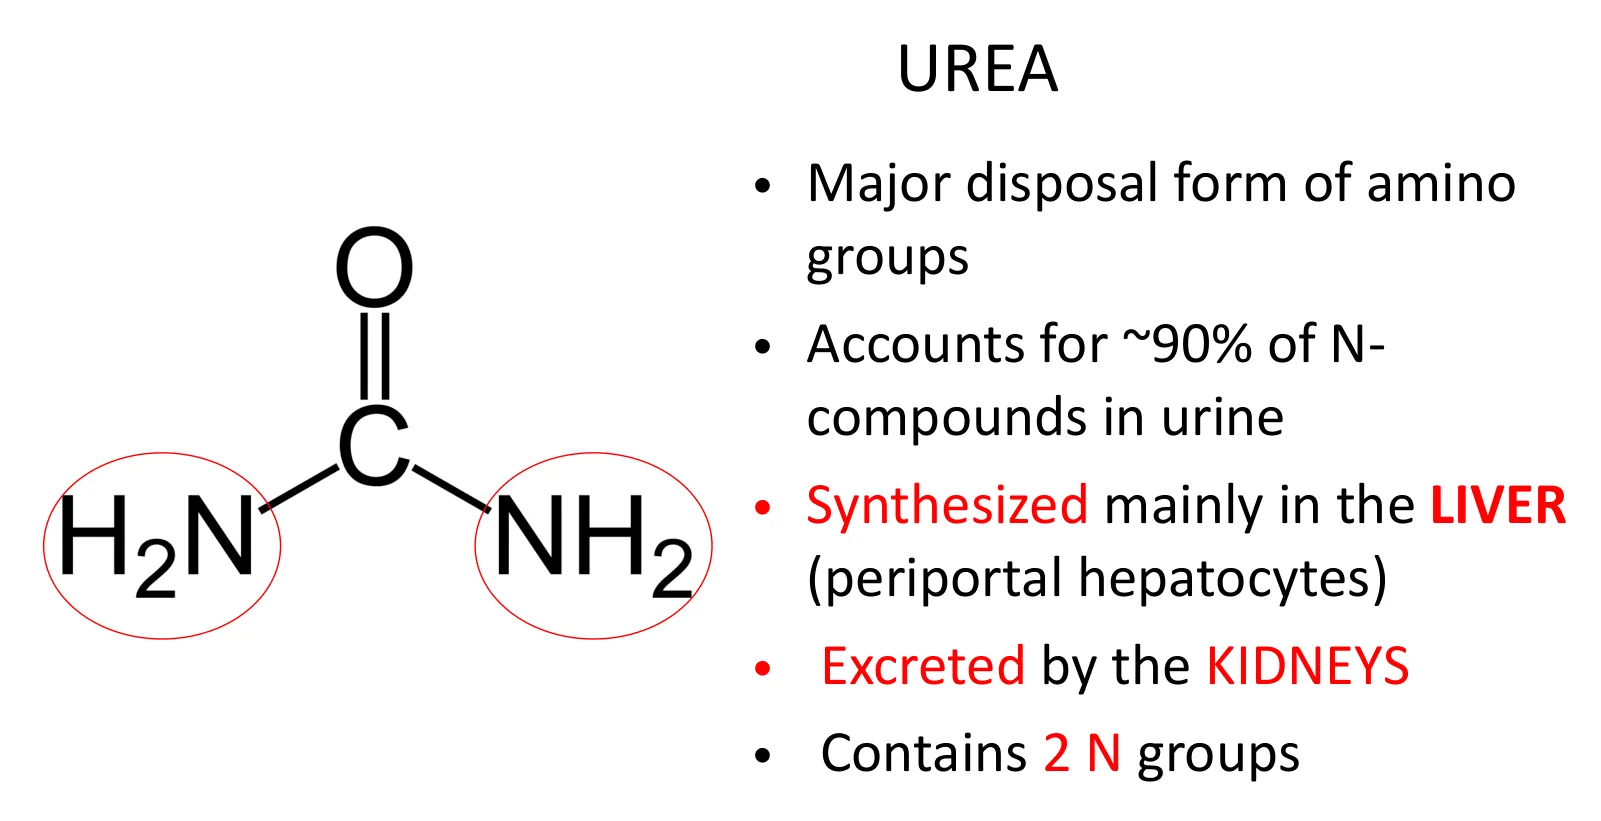 UREA
O
C
H2N
NH2
• Major disposal form of amino
groups
• Accounts for ~90% of N-
compounds in urine
• Synthesized mainly in the LIVER
(periportal hepatocytes)
• Excreted by the KIDNEYS
• Contains 2 N groups